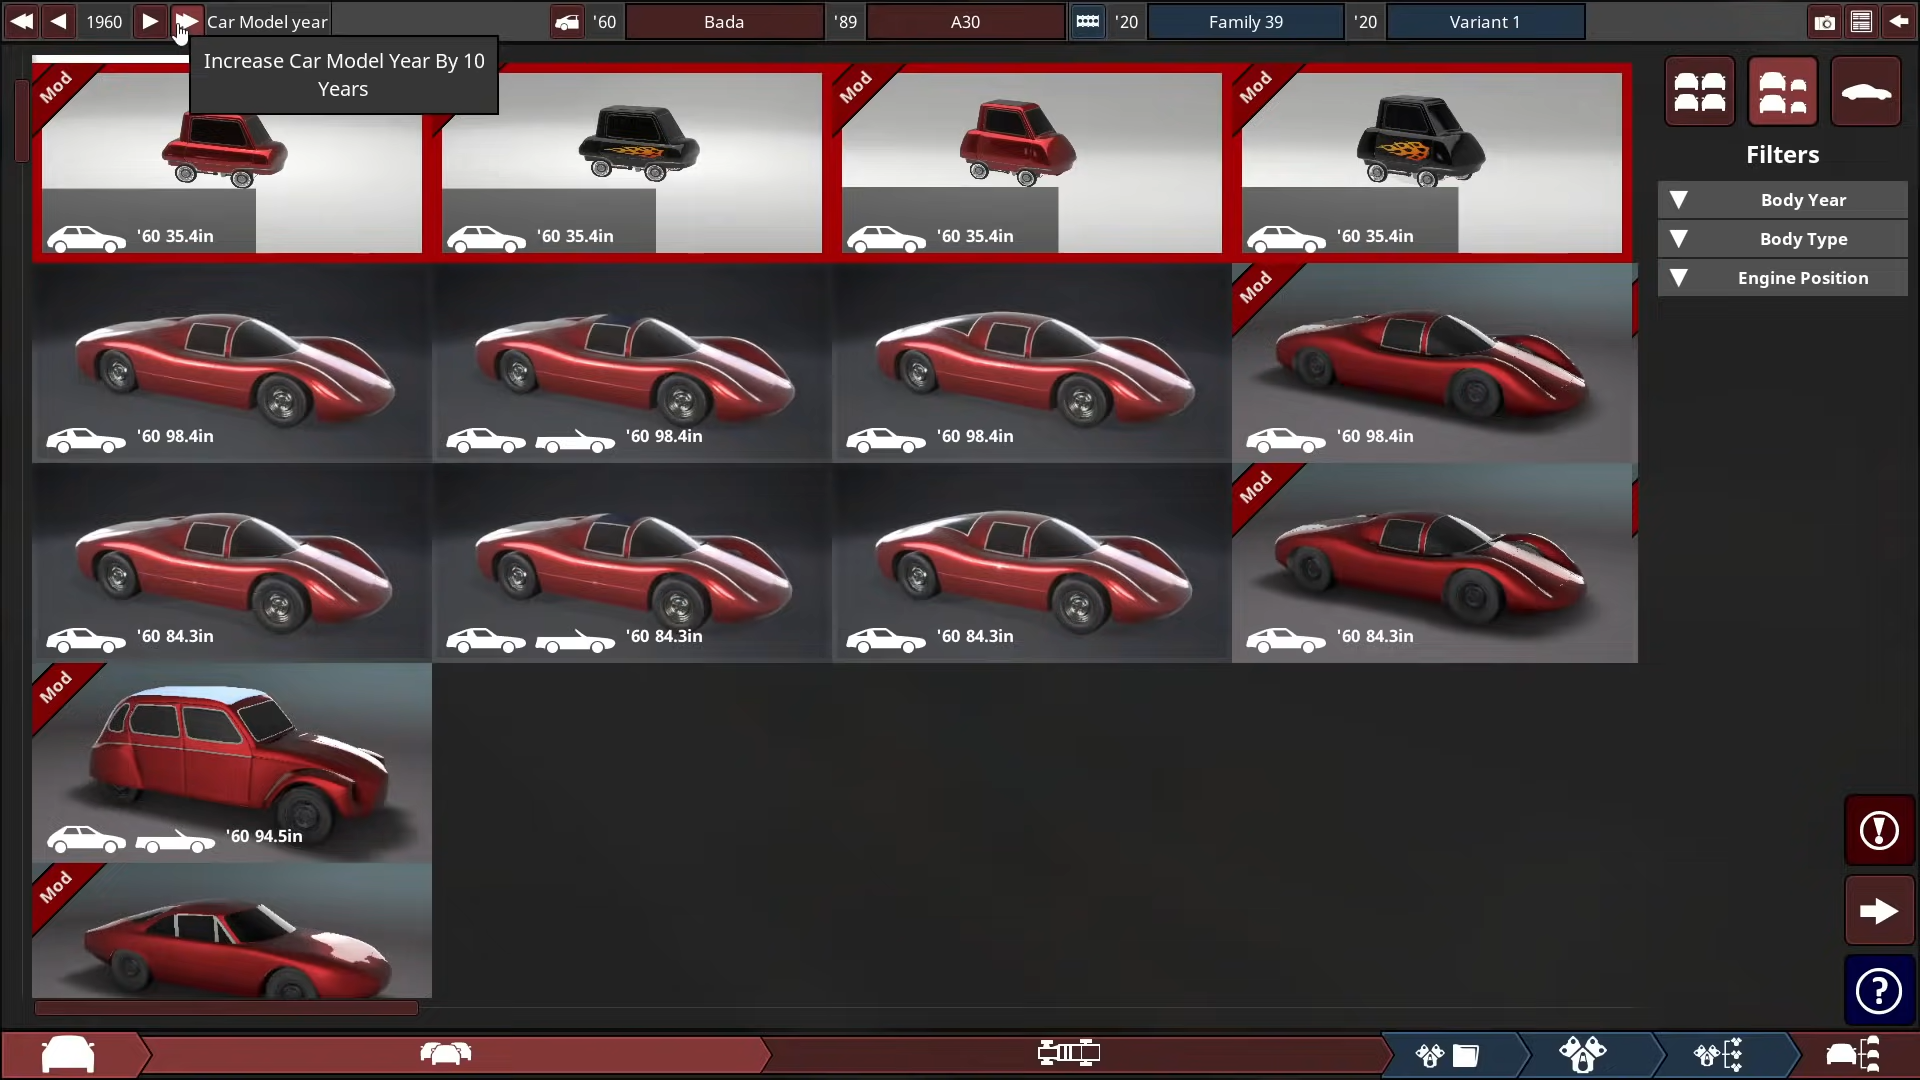 1960 Car Model year '60 Bada '89 A30 '20 Family 39 '20 Variant 1
Increase Car Model Year By 10
Years
Mod Mod Mod
'60 35.4in '60 35.4in '60 35.4in '60 35.4in
Mod
'60 98.4in '60 98.4in '60 98.4in '60 98.4in
Mod
'60 84.3in '60 84.3in '60 84.3in '60 84.3in
Mod
'60 94.5in
Mod
Filters
Body Year
Body Type
Engine Position
?